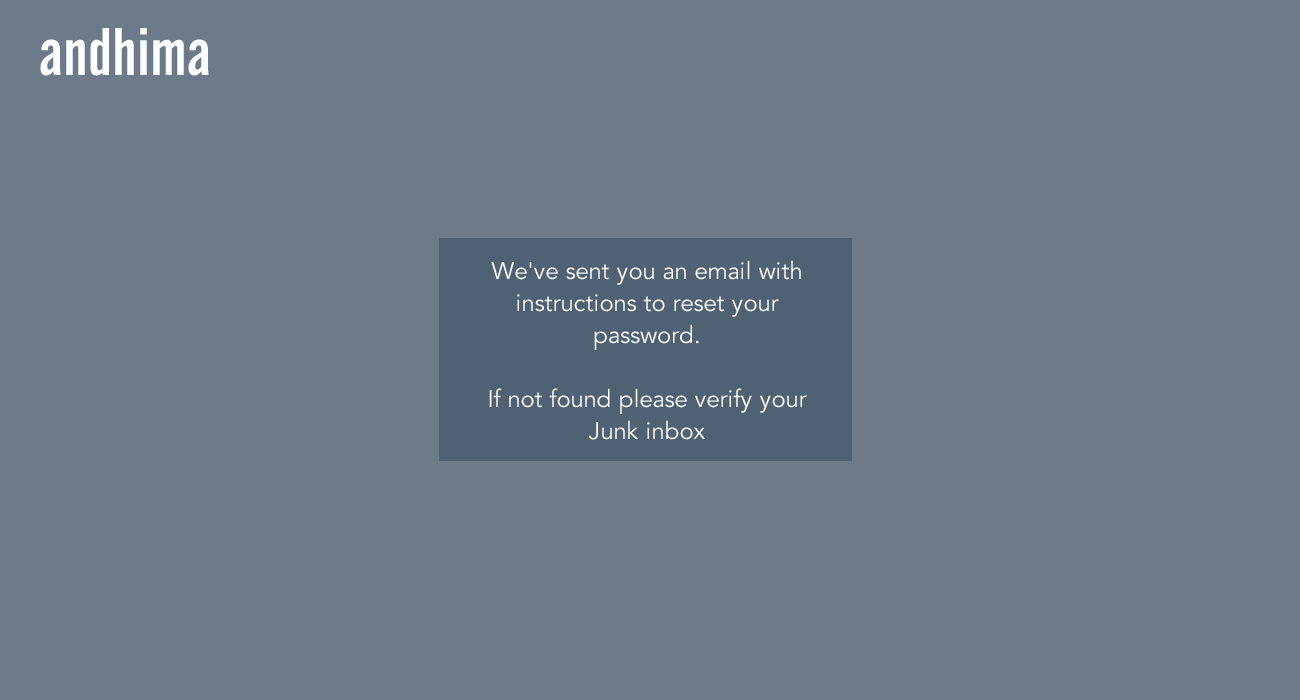 andhima
We've sent you an email with
instructions to reset your
password.
If not found please verify your
Junk inbox